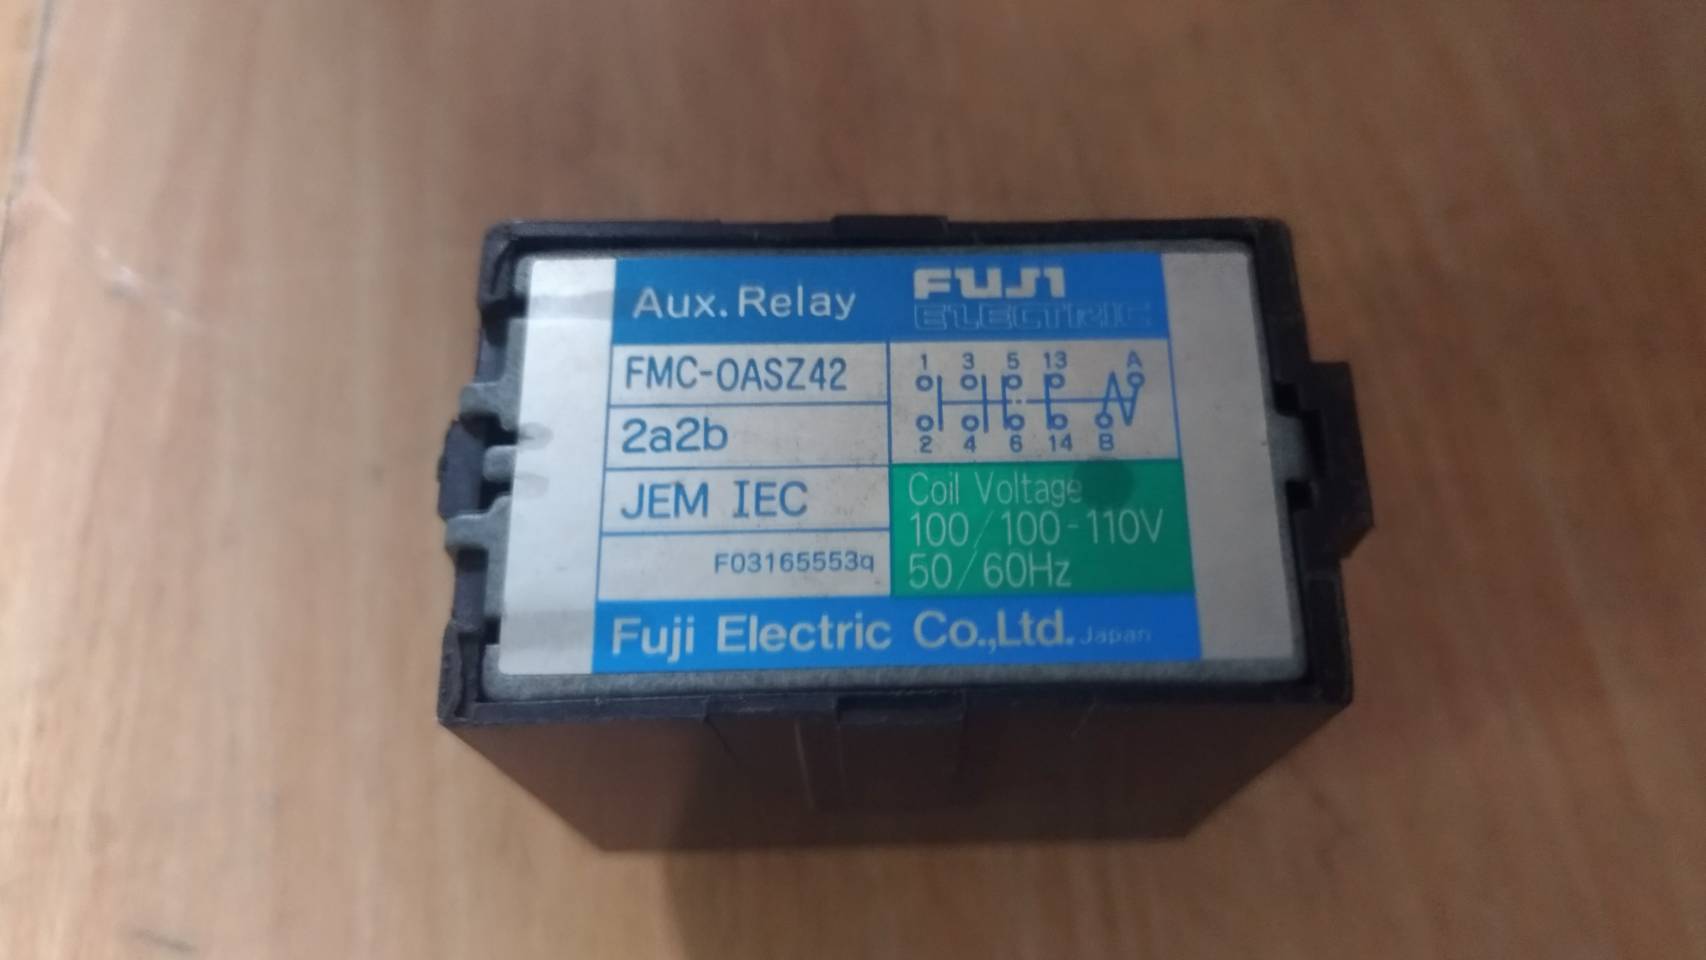 Aux. Relay
FUJI
ELECTRIC
FMC-0ASZ42
2a2b
JEM IEC
F03165553q
1 3 5 13 A
2 4 6 14 B
Coil Voltage
100/100-110V
50/60Hz
Fuji Electric Co.,Ltd. Japan